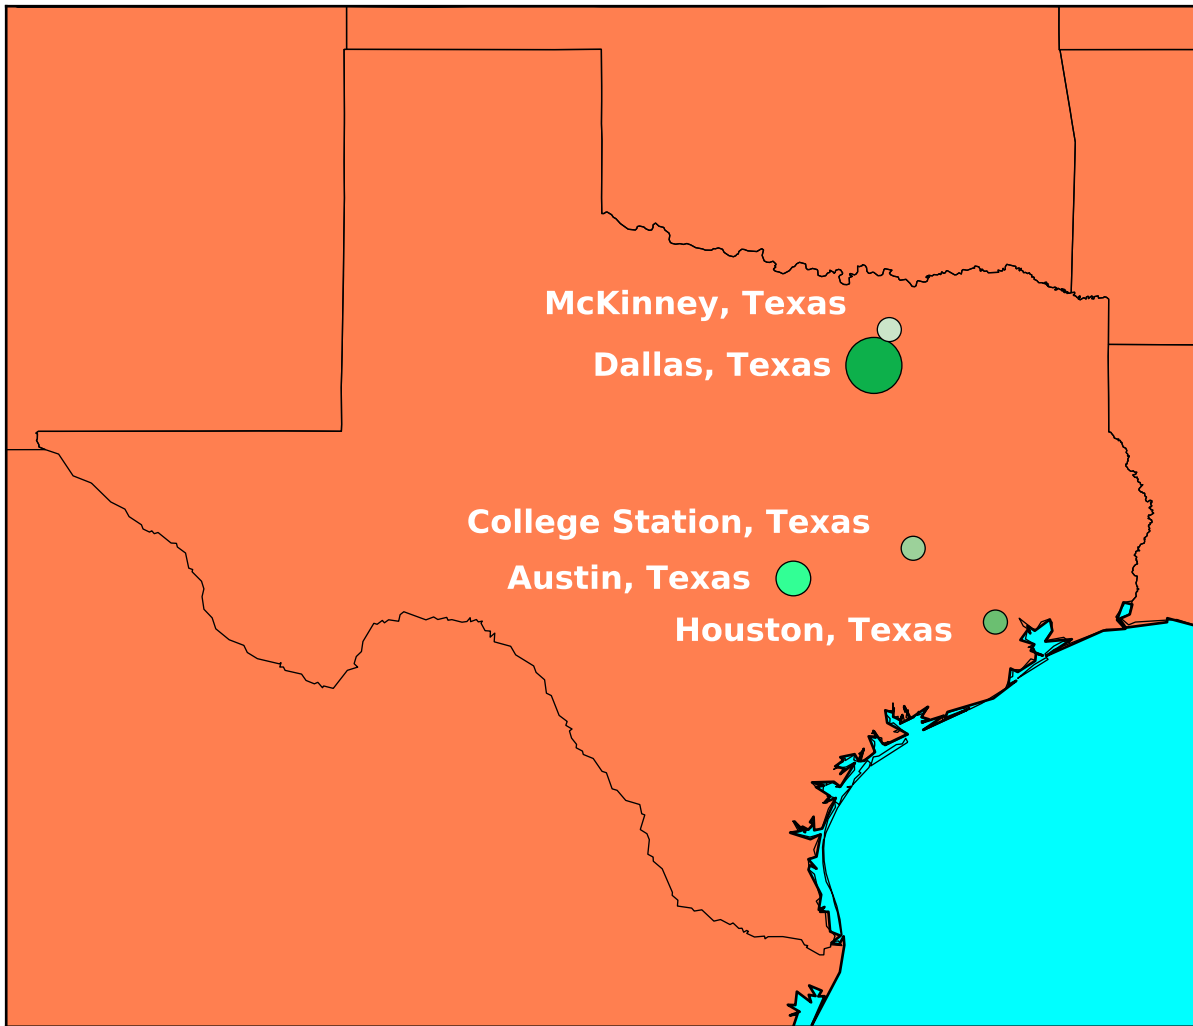 McKinney, Texas
Dallas, Texas
College Station, Texas
Austin, Texas
Houston, Texas